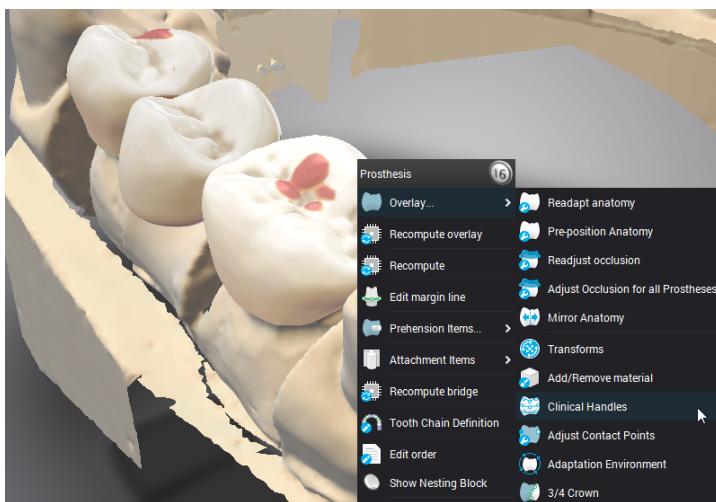 Prosthesis
16
Overlay...
Recompute overlay
Recompute
Edit margin line
Prehension Items...
Attachment Items
Recompute bridge
Tooth Chain Definition
Edit order
Show Nesting Block
Readapt anatomy
Pre-position Anatomy
Readjust occlusion
Adjust Occlusion for all Prostheses
Mirror Anatomy
Transforms
Add/Remove material
Clinical Handles
Adjust Contact Points
Adaptation Environment
3/4 Crown